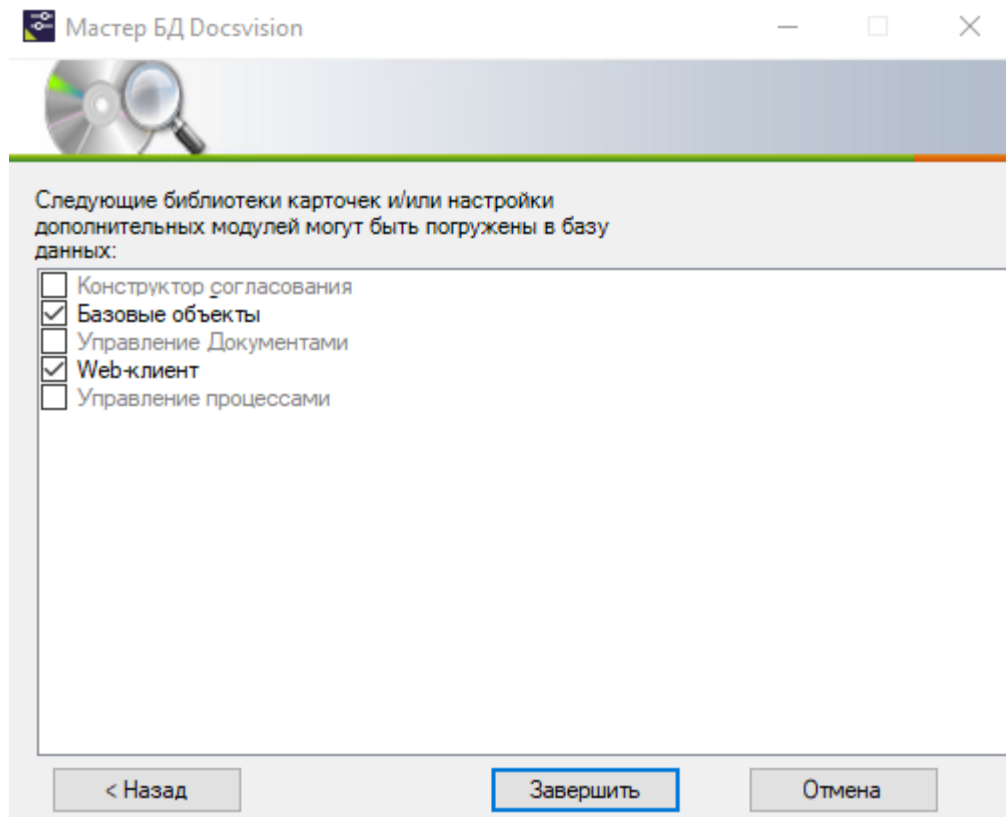 Мастер БД Docsvision
Следующие библиотеки карточек и/или настройки
дополнительных модулей могут быть погружены в базу
данных:
Конструктор согласования
Базовые объекты
Управление Документами
Web-клиент
Управление процессами
< Назад
Завершить
Отмена